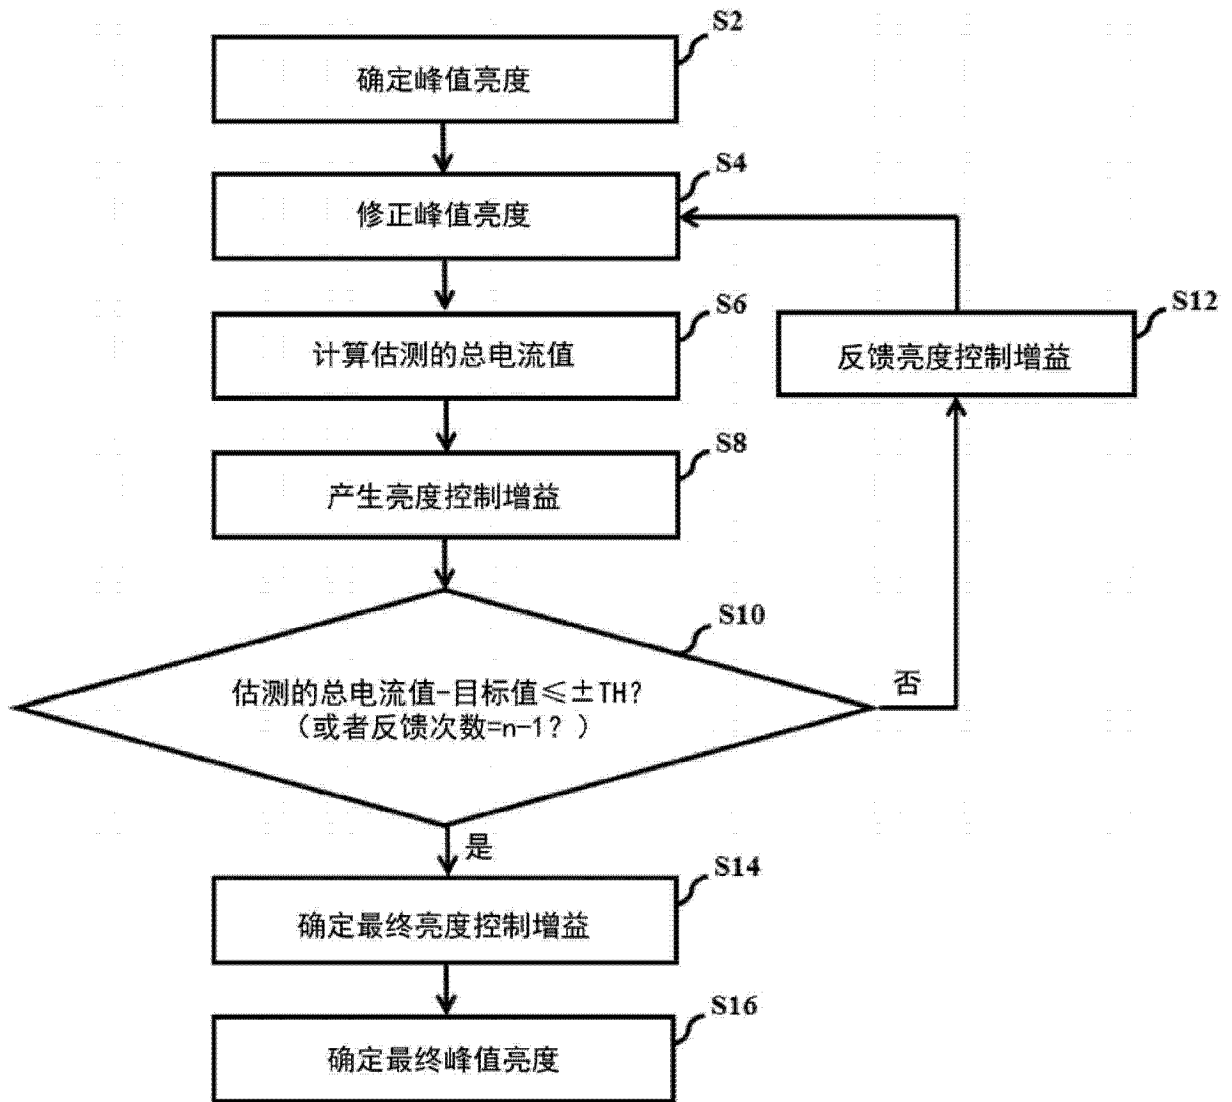 S2
确定峰值亮度
S4
修正峰值亮度
S6
计算估测的总电流值
S12
反馈亮度控制增益
S8
产生亮度控制增益
S10
估测的总电流值-目标值≤±TH?
（或者反馈次数=n-1？）
否
是
S14
确定最终亮度控制增益
S16
确定最终峰值亮度